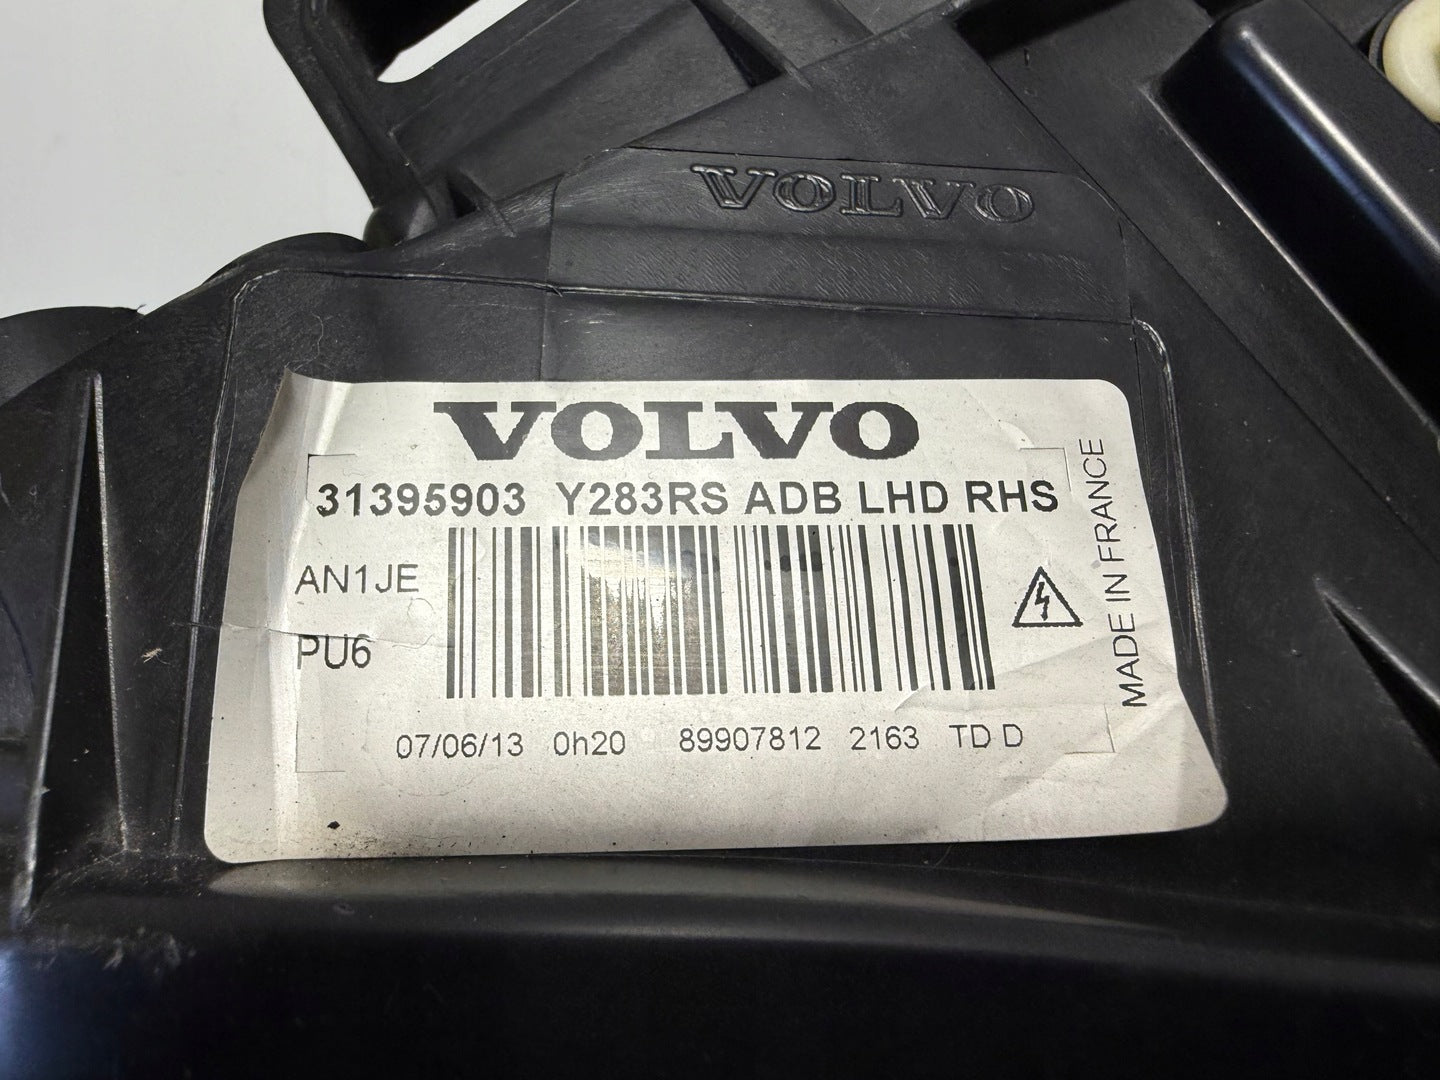 VOLVO
VOLVO
31395903 Y283RS ADB LHD RHS
AN1JE
PU6
07/06/13 0h20 89907812 2163 TD D
MADE IN FRANCE